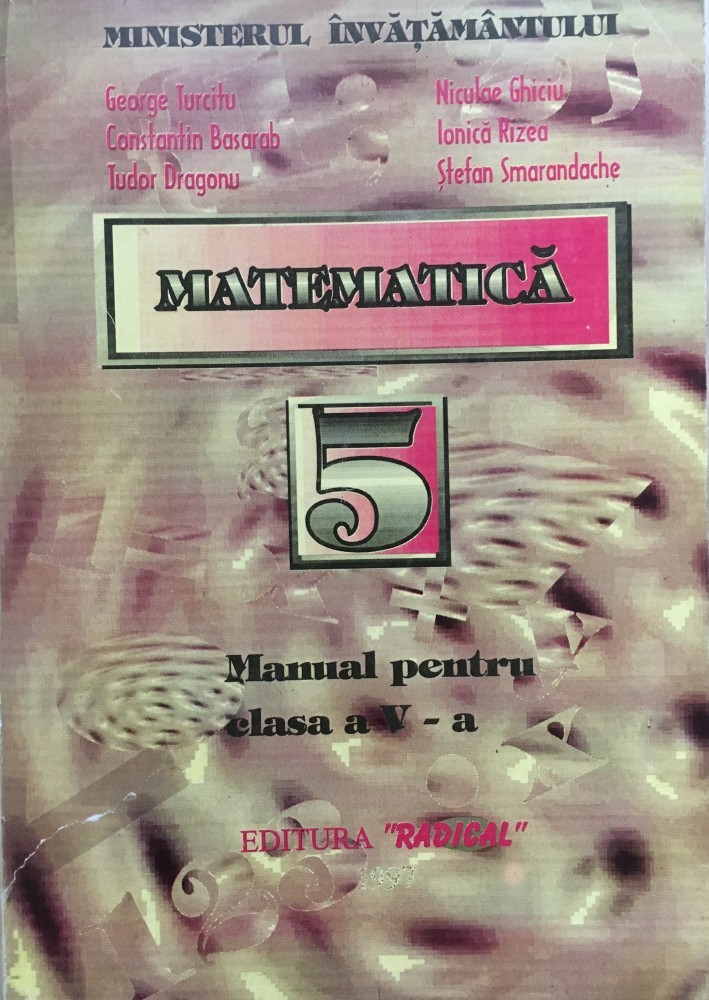 MINISTERUL ÎNVĂȚĂMÂNTULUI
George Turcitu
Constantin Basarab
Tudor Dragonu
Niculae Ghiciu
Ionică Rizea
Ștefan Smarandache
MATEMATICĂ
5
Manual pentru
clasa a V - a
EDITURA "RADICAL"
1997